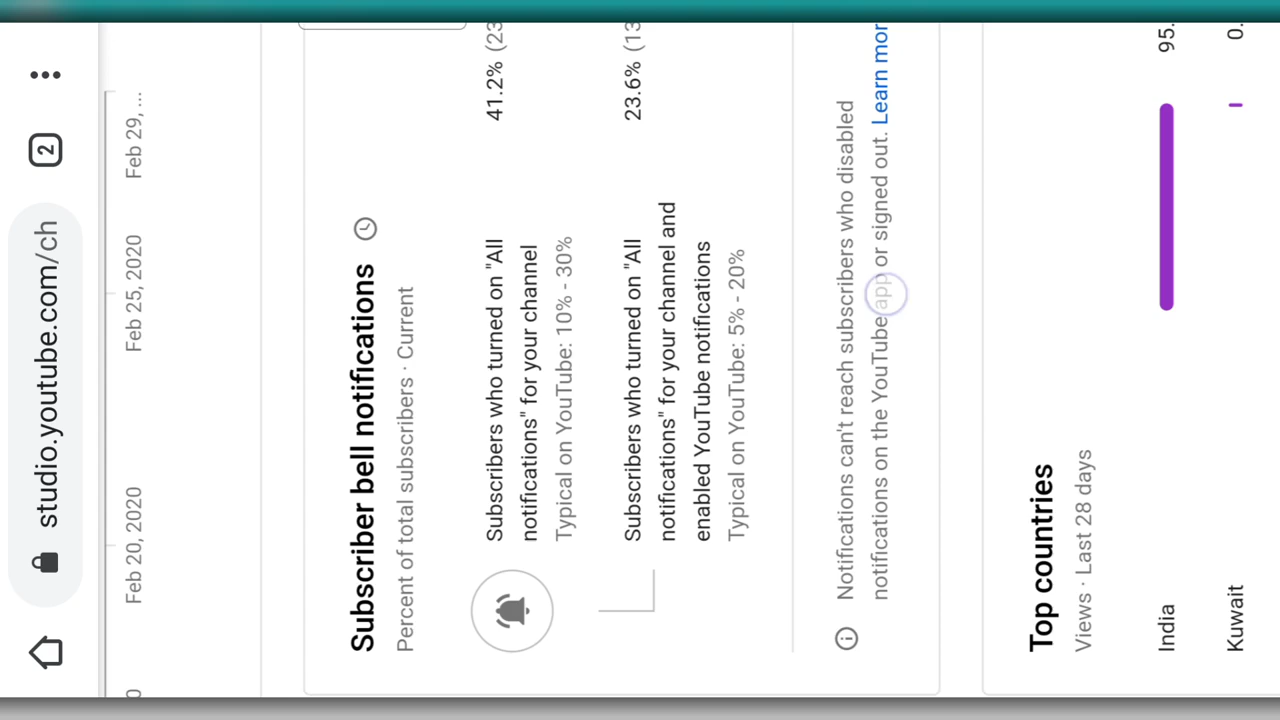 2
studio.youtube.com/ch
0
Feb 20, 2020
Feb 25, 2020
Feb 29, ...
Subscriber bell notifications
Percent of total subscribers · Current
Subscribers who turned on "All
notifications" for your channel
Typical on YouTube: 10% - 30%
41.2% (23
Subscribers who turned on "All
notifications" for your channel and
enabled YouTube notifications
Typical on YouTube: 5% - 20%
23.6% (13
Notifications can't reach subscribers who disabled
notifications on the YouTube app or signed out. Learn mor
Top countries
Views · Last 28 days
India 95.
Kuwait 0.